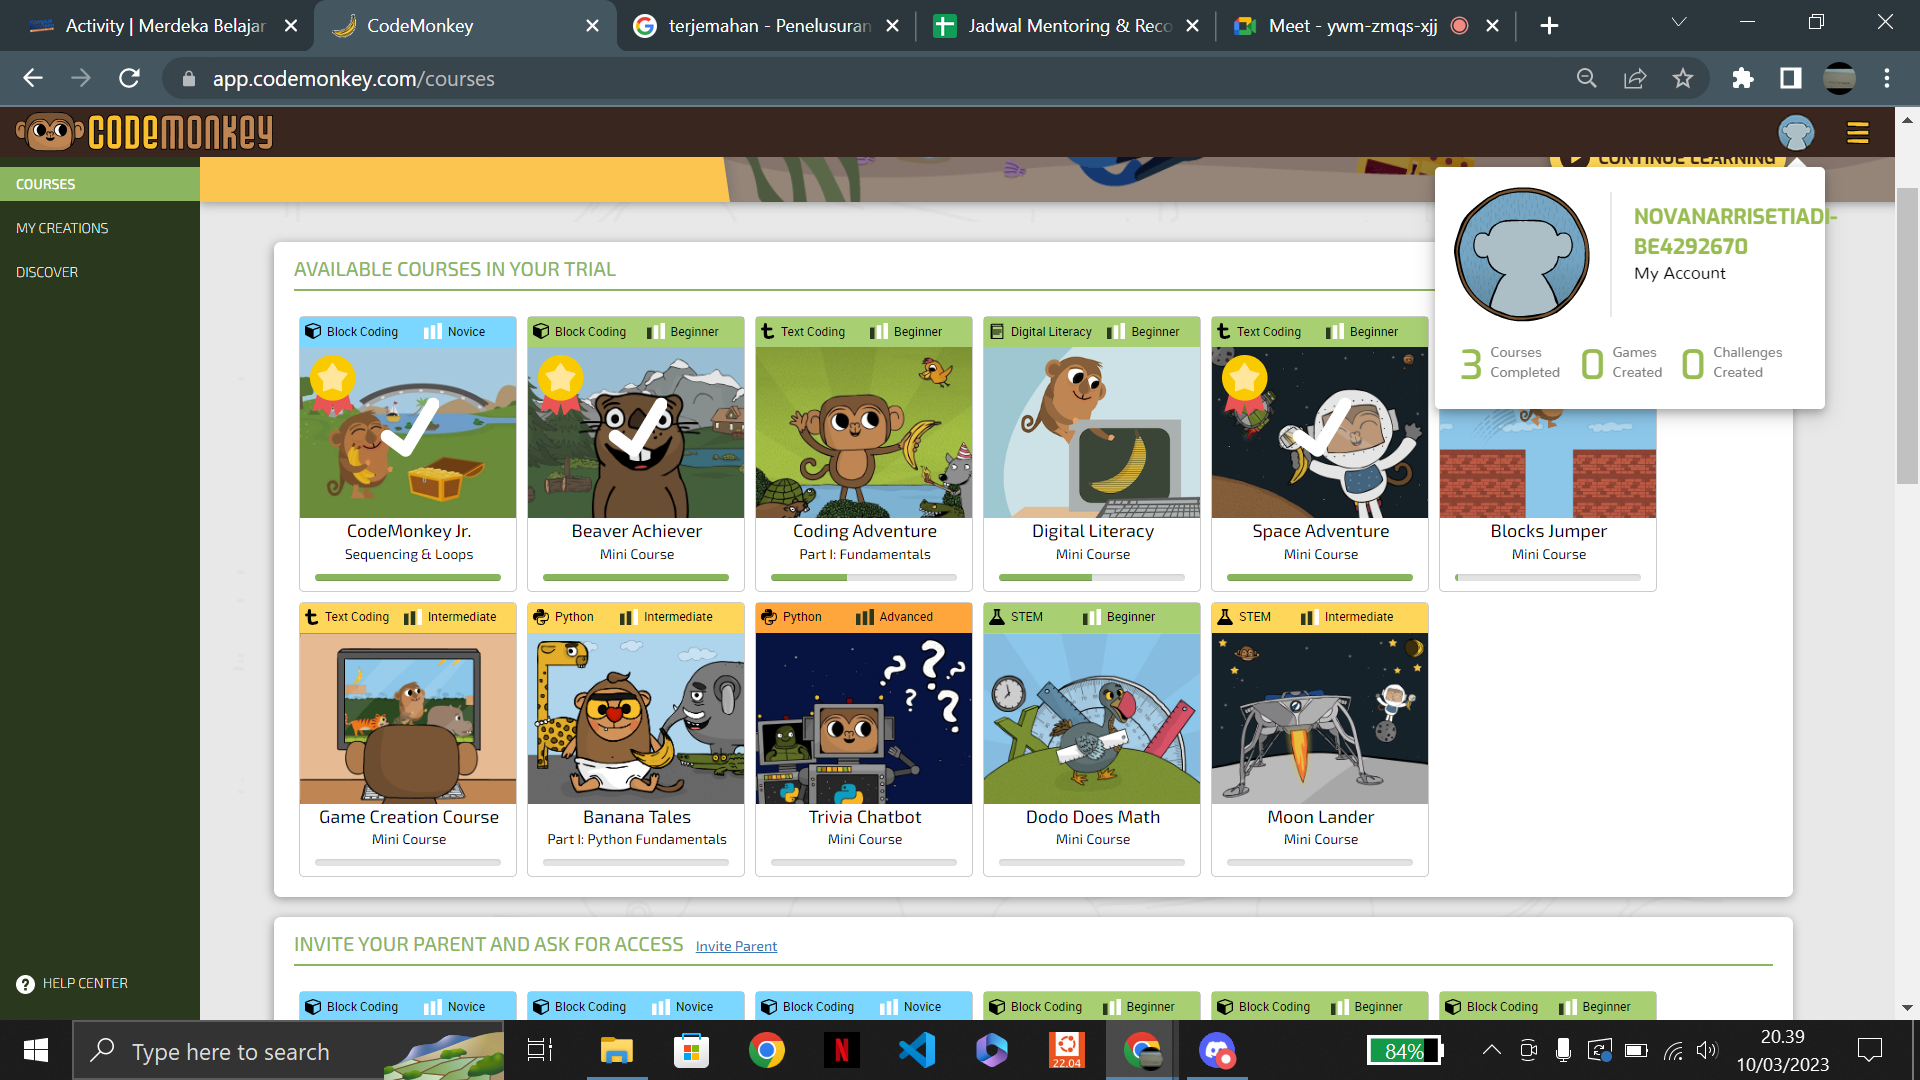 Activity | Merdeka Belajar
CodeMonkey
terjemahan - Penelusuran
Jadwal Mentoring & Reco
Meet - ywm-zmqs-xjj
app.codemonkey.com/courses
CODEMONKEY
CONTINUE LEARNING
COURSES
MY CREATIONS
DISCOVER
HELP CENTER
NOVANARRISETIADI-
BE4292670
My Account
3 Courses Completed
0 Games Created
0 Challenges Created
AVAILABLE COURSES IN YOUR TRIAL
Block Coding Novice
Block Coding Beginner
Text Coding Beginner
Digital Literacy Beginner
Text Coding Beginner
CodeMonkey Jr.
Sequencing & Loops
Beaver Achiever
Mini Course
Coding Adventure
Part I: Fundamentals
Digital Literacy
Mini Course
Space Adventure
Mini Course
Blocks Jumper
Mini Course
Text Coding Intermediate
Python Intermediate
Python Advanced
STEM Beginner
STEM Intermediate
Game Creation Course
Mini Course
Banana Tales
Part I: Python Fundamentals
Trivia Chatbot
Mini Course
Dodo Does Math
Mini Course
Moon Lander
Mini Course
INVITE YOUR PARENT AND ASK FOR ACCESS Invite Parent
Block Coding Novice
Block Coding Novice
Block Coding Novice
Block Coding Beginner
Block Coding Beginner
Block Coding Beginner
Type here to search
N
22.04
84%
20.39
10/03/2023